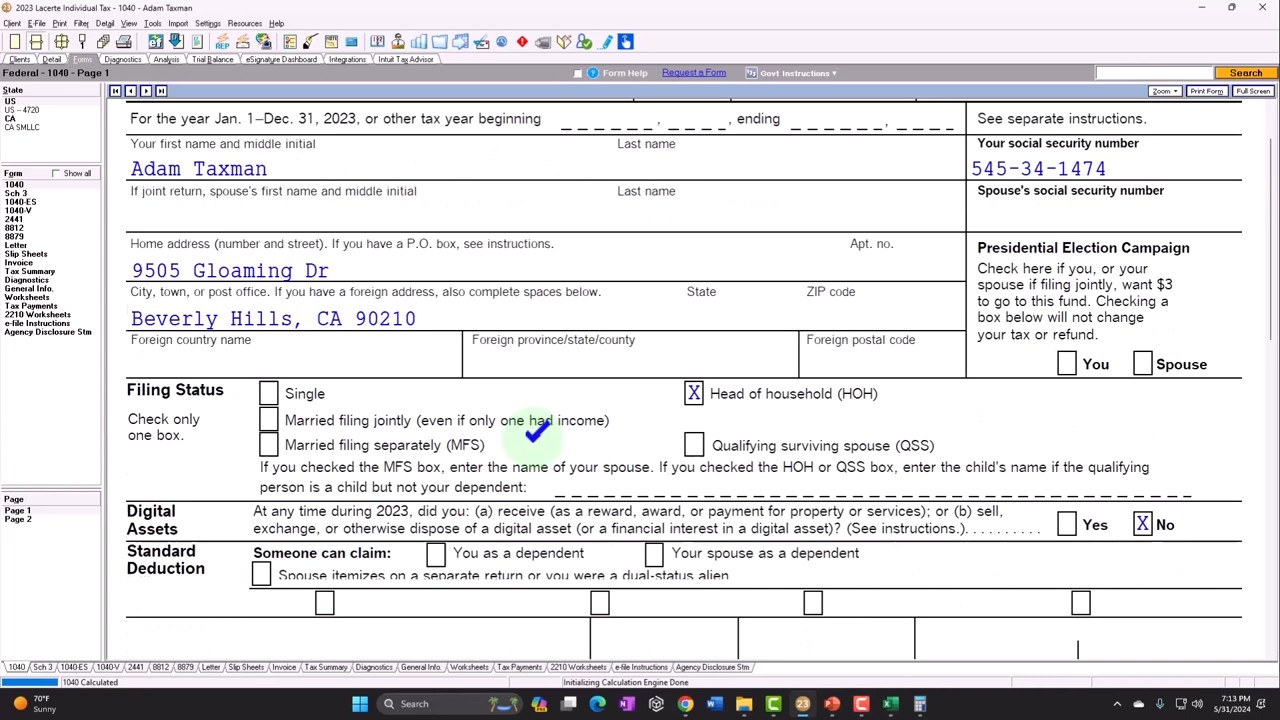 2023 Lacerte Individual Tax - 1040 - Adam Taxman
Client E-File Print Filter Detail View Tools Import Settings Resources Help
REP
Clients Detail Forms Diagnostics Analysis Trial Balance eSignature Dashboard Integrations Intuit Tax Advisor
Federal - 1040 - Page 1
Form Help Request a Form Govt Instructions Search
State
US
US - 4720
CA
CA SMLLC
Form Show all
1040
Sch 3
1040-ES
1040-V
2441
8812
8879
Letter
Slip Sheets
Invoice
Tax Summary
Diagnostics
General Info.
Worksheets
Tax Payments
2210 Worksheets
e-file Instructions
Agency Disclosure Stm
Page
Page 1
Page 2
Zoom Print Form Full Screen
For the year Jan. 1–Dec. 31, 2023, or other tax year beginning , , ending , See separate instructions.
Your first name and middle initial Last name Your social security number
Adam Taxman 545-34-1474
If joint return, spouse's first name and middle initial Last name Spouse's social security number
Home address (number and street). If you have a P.O. box, see instructions. Apt. no.
9505 Gloaming Dr
City, town, or post office. If you have a foreign address, also complete spaces below. State ZIP code
Beverly Hills, CA 90210
Foreign country name Foreign province/state/county Foreign postal code
Presidential Election Campaign
Check here if you, or your
spouse if filing jointly, want $3
to go to this fund. Checking a
box below will not change
your tax or refund.
You Spouse
Filing Status
Check only
one box.
Single X Head of household (HOH)
Married filing jointly (even if only one had income)
Married filing separately (MFS) Qualifying surviving spouse (QSS)
If you checked the MFS box, enter the name of your spouse. If you checked the HOH or QSS box, enter the child's name if the qualifying
person is a child but not your dependent:
Digital
Assets
At any time during 2023, did you: (a) receive (as a reward, award, or payment for property or services); or (b) sell,
exchange, or otherwise dispose of a digital asset (or a financial interest in a digital asset)? (See instructions.) . . . . . . . . . . Yes X No
Standard
Deduction
Someone can claim: You as a dependent Your spouse as a dependent
Spouse itemizes on a separate return or you were a dual-status alien
1040 Sch 3 1040-ES 1040-V 2441 8812 8879 Letter Slip Sheets Invoice Tax Summary Diagnostics General Info. Worksheets Tax Payments 2210 Worksheets e-file Instructions Agency Disclosure Stm
1040 Calculated Initializing Calculation Engine Done
70°F
Sunny
Search
23
7:13 PM
5/31/2024